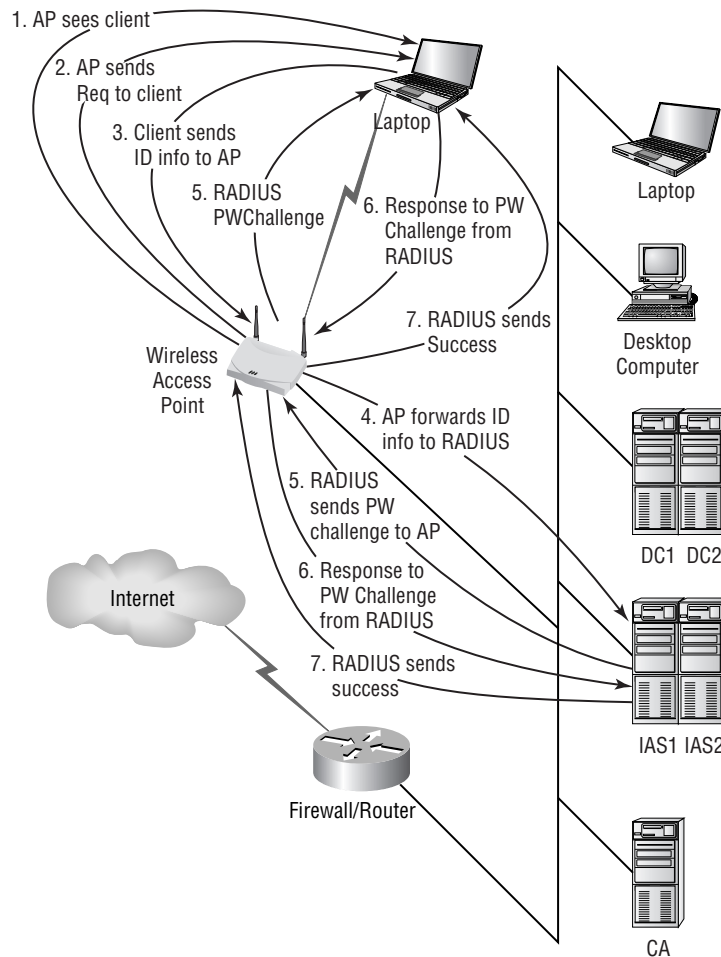 1. AP sees client
2. AP sends
Req to client
3. Client sends
ID info to AP
Laptop
5. RADIUS
PWChallenge
6. Response to PW
Challenge from
RADIUS
7. RADIUS sends
Success
Wireless
Access
Point
4. AP forwards ID
info to RADIUS
5. RADIUS
sends PW
challenge to AP
6. Response to
PW Challenge
from RADIUS
7. RADIUS sends
success
Internet
Firewall/Router
Laptop
Desktop
Computer
DC1 DC2
IAS1 IAS2
CA